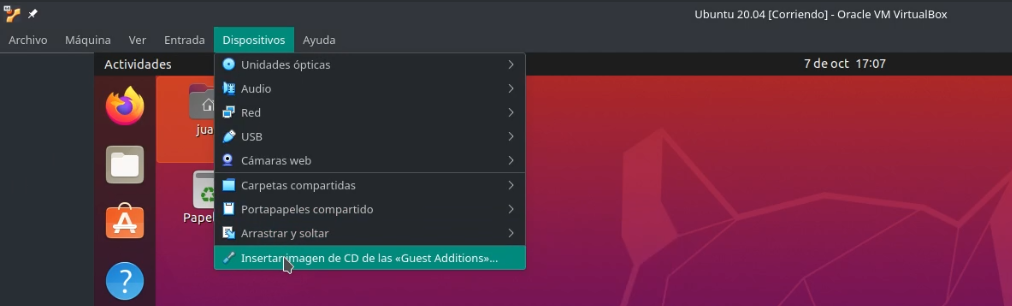 Ubuntu 20.04 [Corriendo] - Oracle VM VirtualBox
Archivo Máquina Ver Entrada Dispositivos Ayuda
Actividades
7 de oct 17:07
Unidades ópticas
Audio
Red
USB
Cámaras web
Carpetas compartidas
Portapapeles compartido
Arrastrar y soltar
Insertar imagen de CD de las «Guest Additions»...
jua
Pape